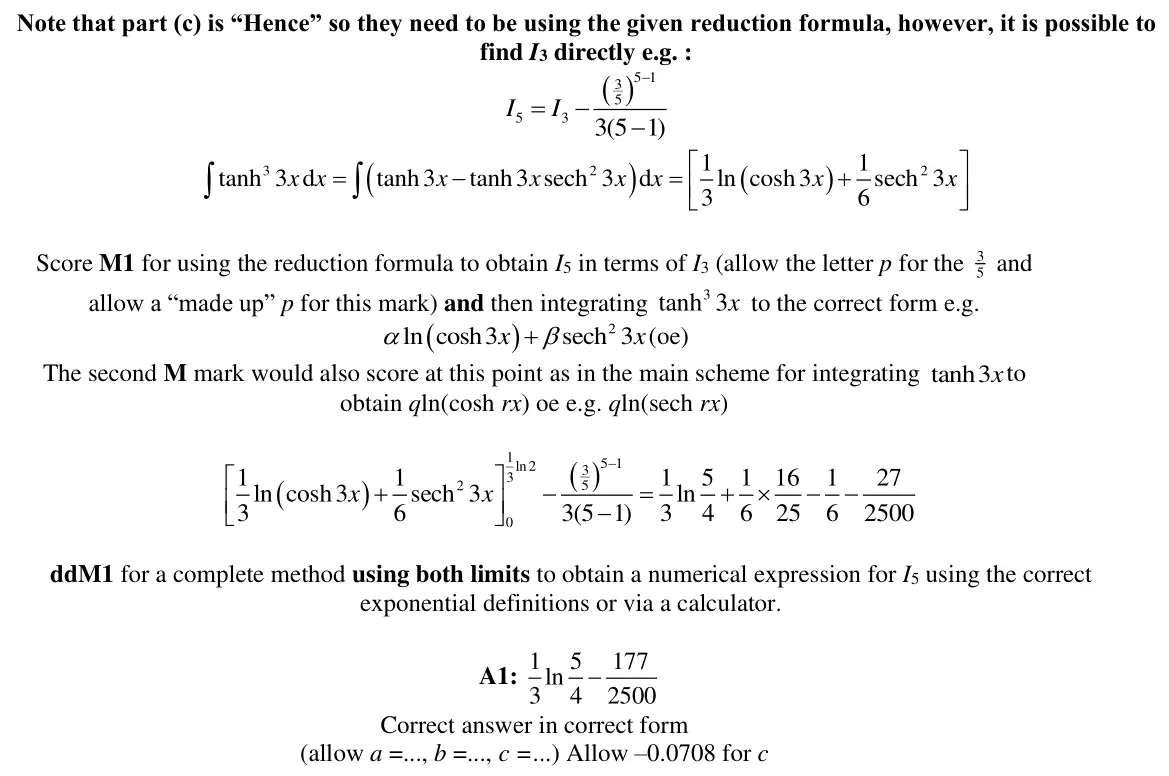 Note that part (c) is “Hence” so they need to be using the given reduction formula, however, it is possible to
find I₃ directly e.g. :
I₅ = I₃ − (3/5)⁵⁻¹ / 3(5 − 1)
∫ tanh³ 3x dx = ∫ (tanh 3x − tanh 3x sech² 3x) dx = [1/3 ln (cosh 3x) + 1/6 sech² 3x]
Score M1 for using the reduction formula to obtain I₅ in terms of I₃ (allow the letter p for the 3/5 and
allow a “made up” p for this mark) and then integrating tanh³ 3x to the correct form e.g.
α ln (cosh 3x) + β sech² 3x (oe)
The second M mark would also score at this point as in the main scheme for integrating tanh 3x to
obtain qln(cosh rx) oe e.g. qln(sech rx)
[1/3 ln (cosh 3x) + 1/6 sech² 3x]₀^(1/3 ln 2) − (3/5)⁵⁻¹ / 3(5 − 1) = 1/3 ln 5/4 + 1/6 × 16/25 − 1/6 − 27/2500
ddM1 for a complete method using both limits to obtain a numerical expression for I₅ using the correct
exponential definitions or via a calculator.
A1: 1/3 ln 5/4 − 177/2500
Correct answer in correct form
(allow a =..., b =..., c =...) Allow –0.0708 for c